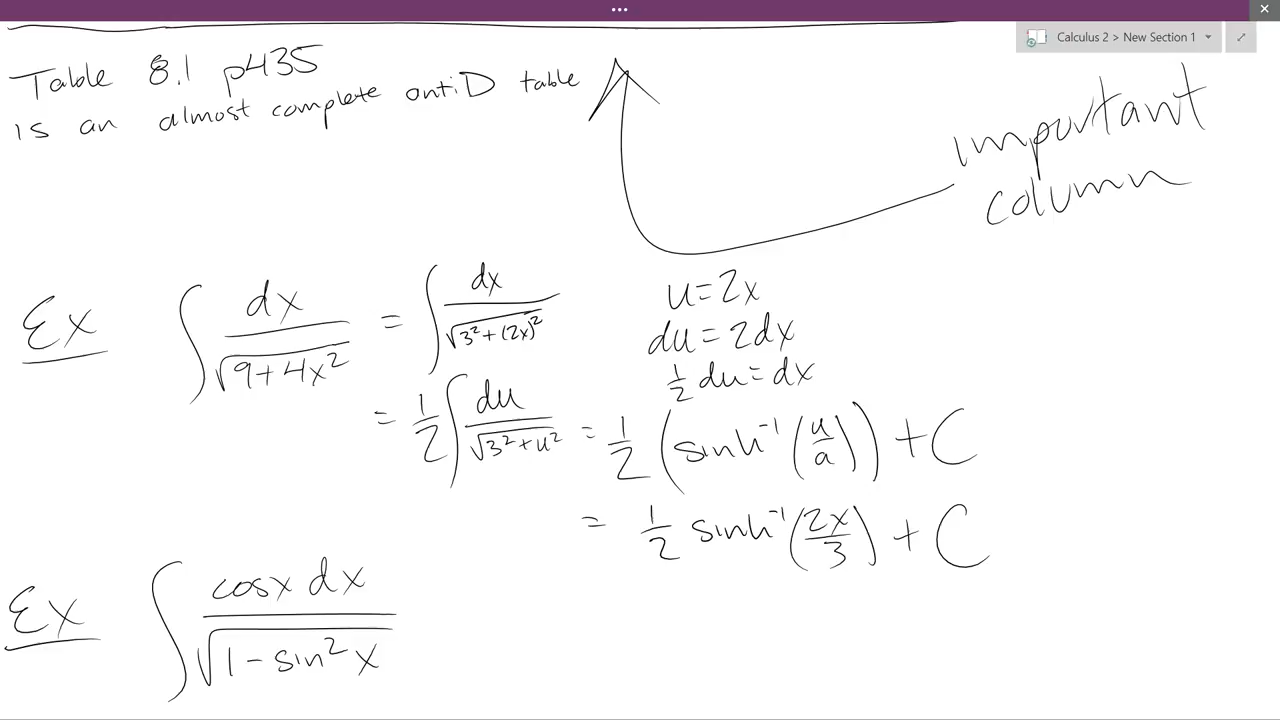 Calculus 2 > New Section 1
Table 8.1 p435
is an almost complete antiD table
important
column
Ex ∫ dx / √(9+4x²) = ∫ dx / √(3²+(2x)²)
u=2x
du=2dx
½ du=dx
= ½ ∫ du / √(3²+u²) = ½ (sinh⁻¹(u/a)) + C
= ½ sinh⁻¹(2x/3) + C
Ex ∫ cosx dx / √(1-sin²x)